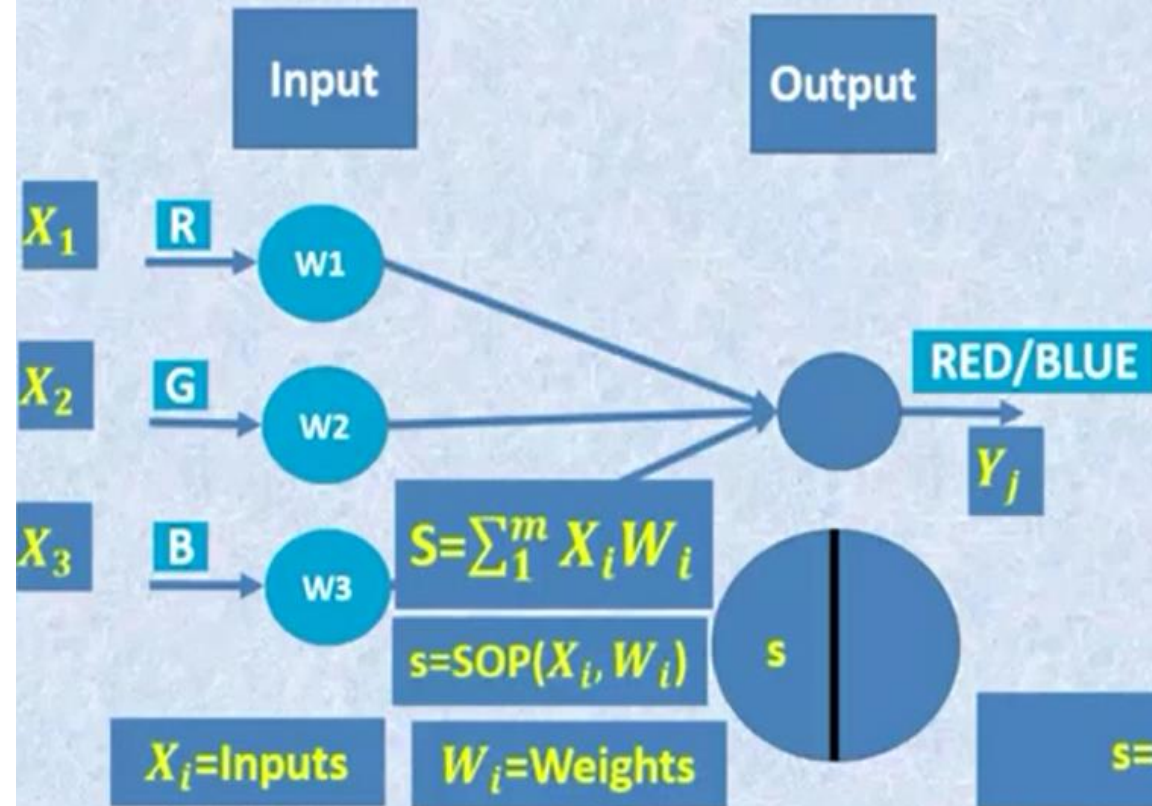 Input
Output
X₁
R
W1
X₂
G
W2
RED/BLUE
Yⱼ
X₃
B
W3
S=∑₁ᵐ XᵢWᵢ
s=SOP(Xᵢ, Wᵢ)
s
Xᵢ=Inputs
Wᵢ=Weights
s=